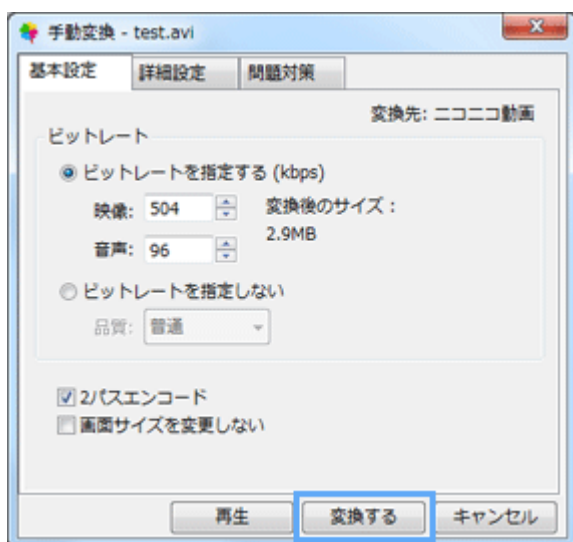 手動変換 - test.avi
基本設定 詳細設定 問題対策
変換先: ニコニコ動画
ビットレート
ビットレートを指定する (kbps)
映像: 504 変換後のサイズ :
2.9MB
音声: 96
ビットレートを指定しない
品質: 普通
2パスエンコード
画面サイズを変更しない
再生 変換する キャンセル